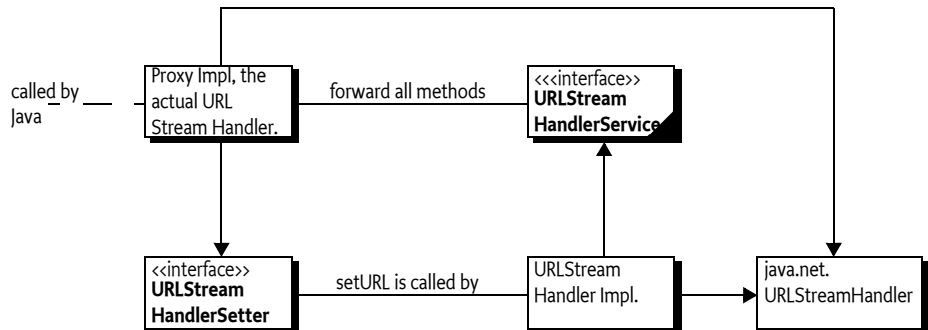 called by
Java
Proxy Impl, the
actual URL
Stream Handler.
forward all methods
<<<interface>>
URLStream
HandlerService
<<interface>>
URLStream
HandlerSetter
setURL is called by
URLStream
Handler Impl.
java.net.
URLStreamHandler